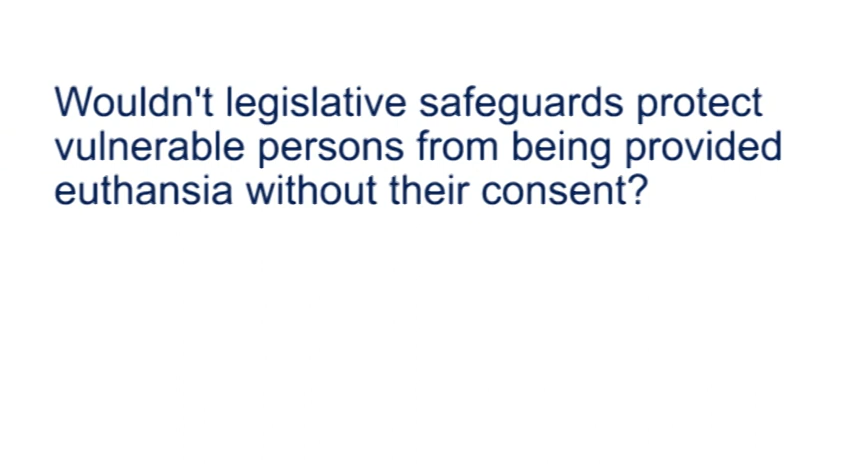 Wouldn't legislative safeguards protect
vulnerable persons from being provided
euthansia without their consent?